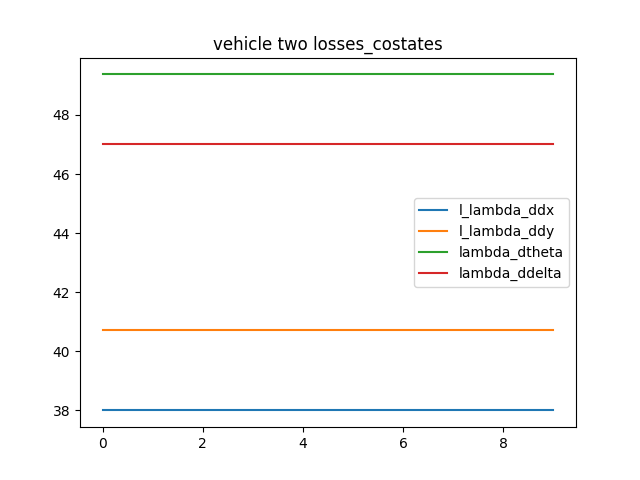 vehicle two losses_costates
48
46
44
42
40
38
0 2 4 6 8
l_lambda_ddx
l_lambda_ddy
lambda_dtheta
lambda_ddelta